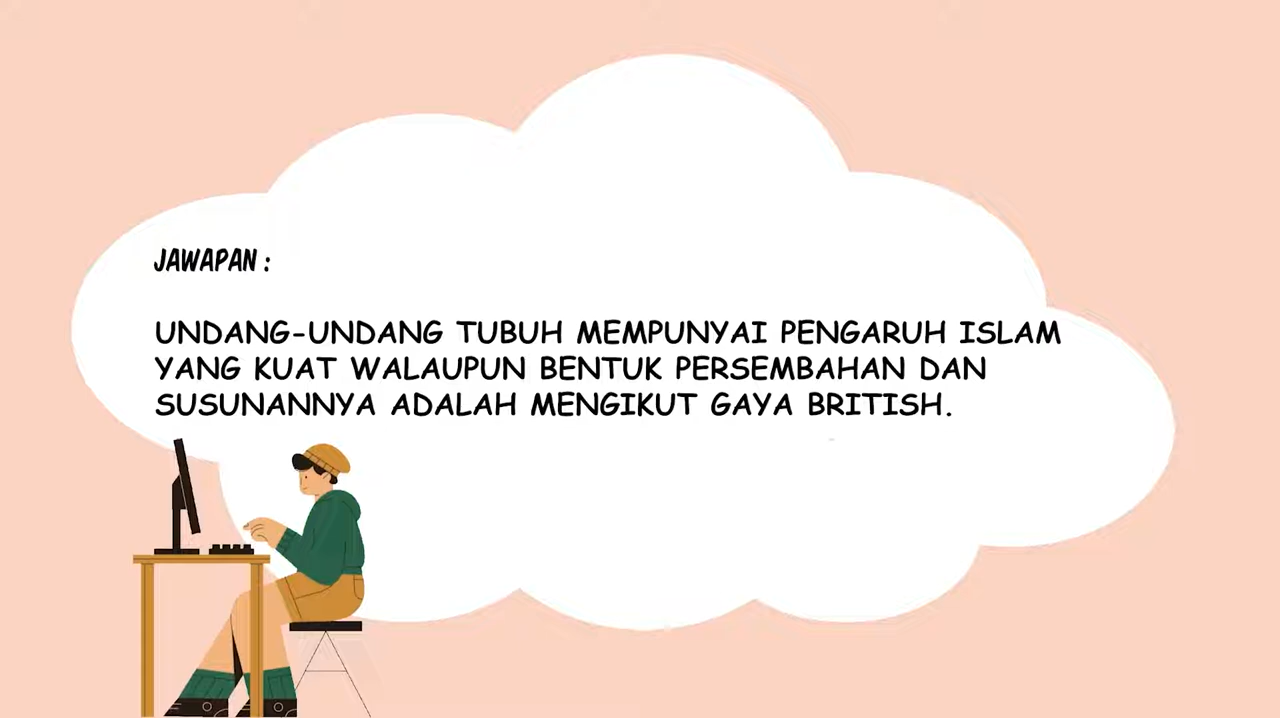 JAWAPAN :
UNDANG-UNDANG TUBUH MEMPUNYAI PENGARUH ISLAM
YANG KUAT WALAUPUN BENTUK PERSEMBAHAN DAN
SUSUNANNYA ADALAH MENGIKUT GAYA BRITISH.